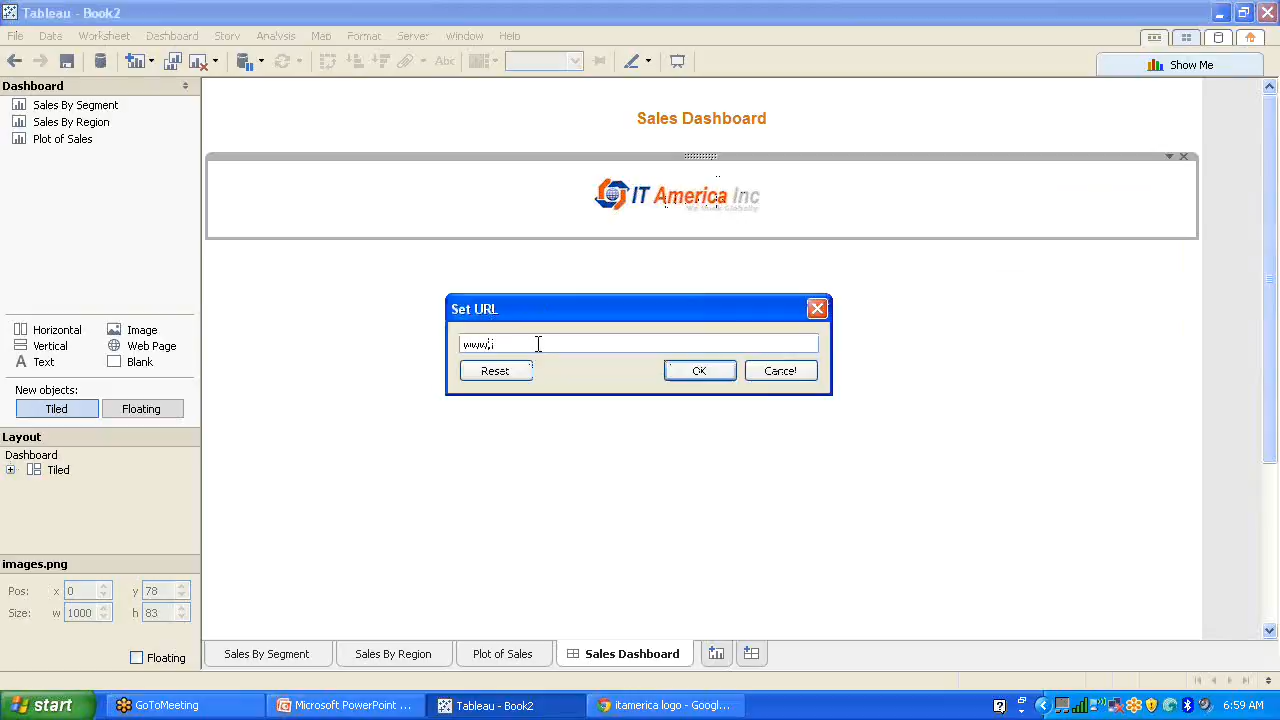 Tableau - Book2
File Data Worksheet Dashboard Story Analysis Map Format Server Window Help
Abc
Show Me
Dashboard
Sales By Segment
Sales By Region
Plot of Sales
Sales Dashboard
IT America Inc
Set URL
www.i
Reset OK Cancel
Horizontal Image
Vertical Web Page
Text Blank
New objects:
Tiled Floating
Layout
Dashboard
Tiled
images.png
Pos: x 0 y 78
Size: w 1000 h 83
Floating
Sales By Segment Sales By Region Plot of Sales Sales Dashboard
start GoToMeeting Microsoft PowerPoint ... Tableau - Book2 itamerica logo - Googl... 6:59 AM